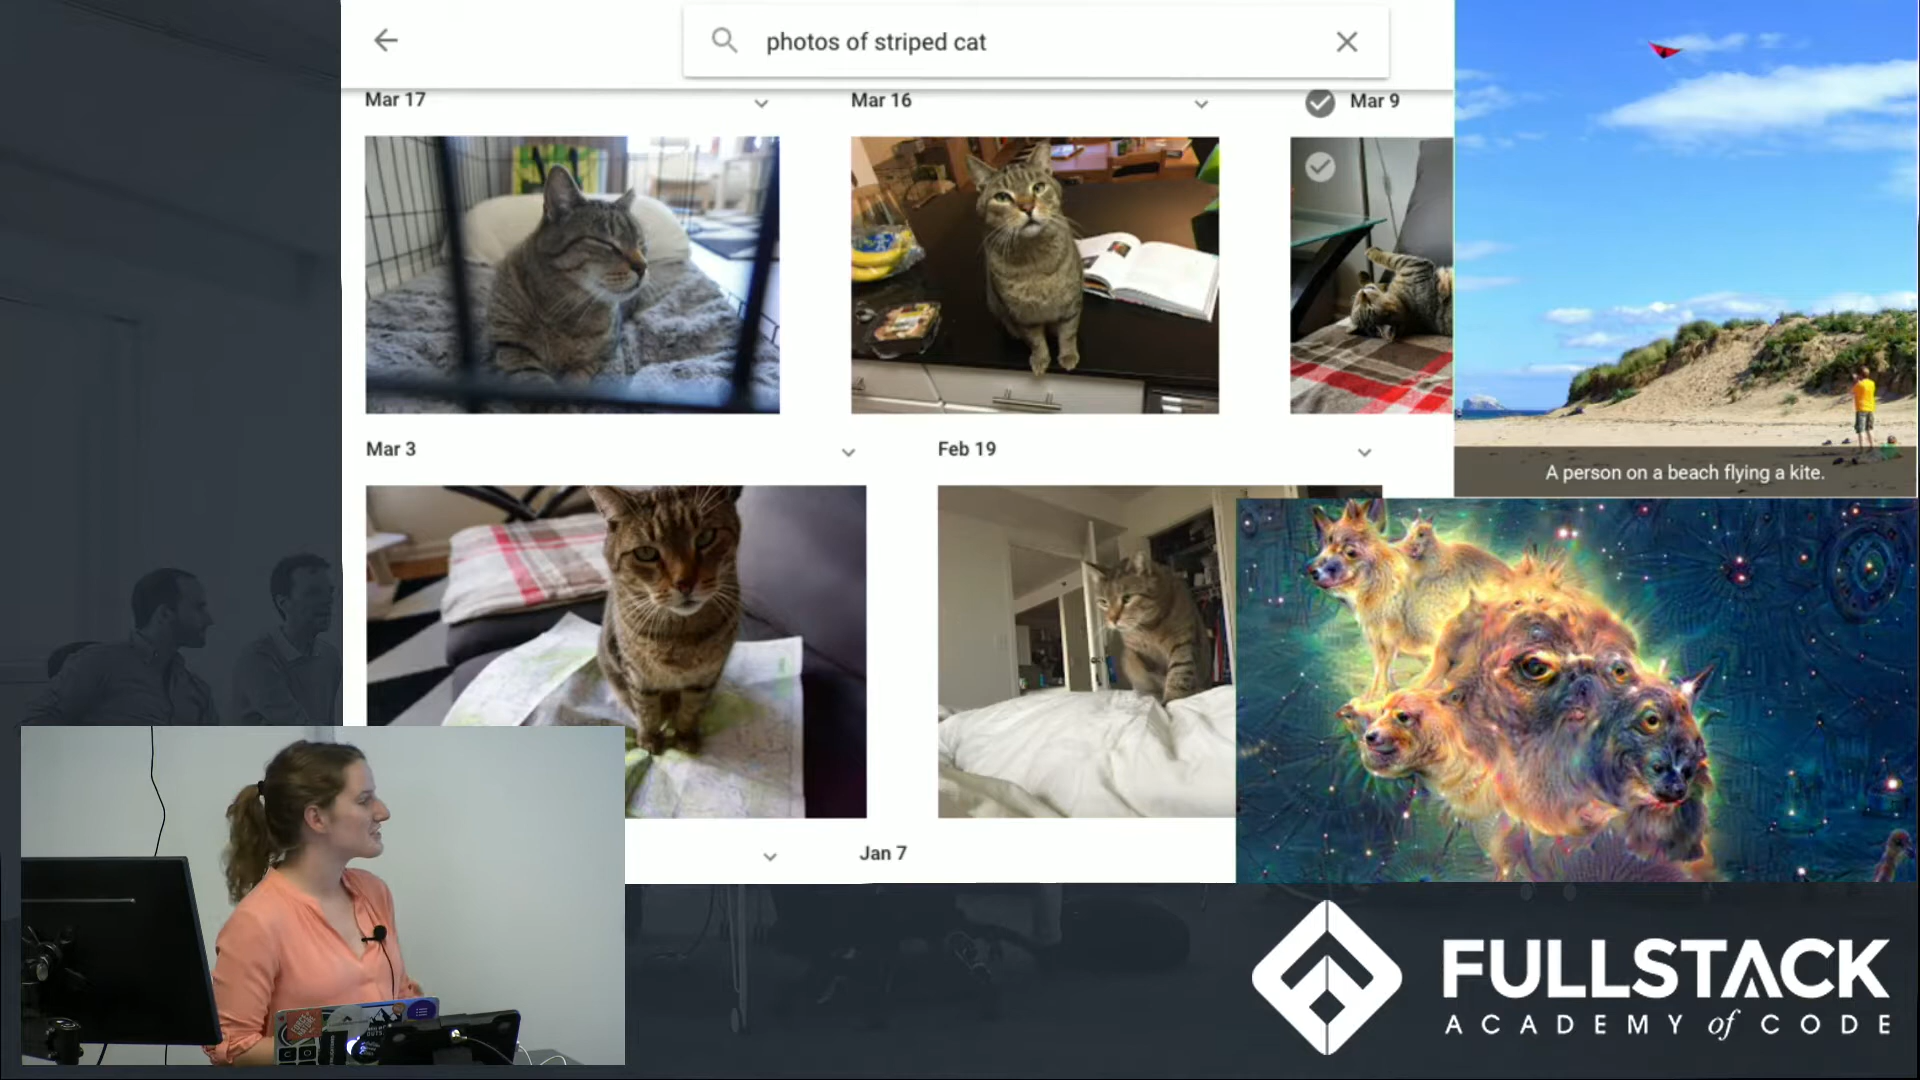 photos of striped cat
Mar 17
Mar 16
Mar 9
Mar 3
Feb 19
A person on a beach flying a kite.
Jan 7
FULLSTACK
ACADEMY of CODE